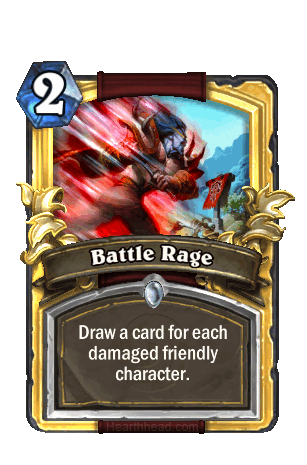 2
Battle Rage
Draw a card for each
damaged friendly
character.
Hearthhead.com